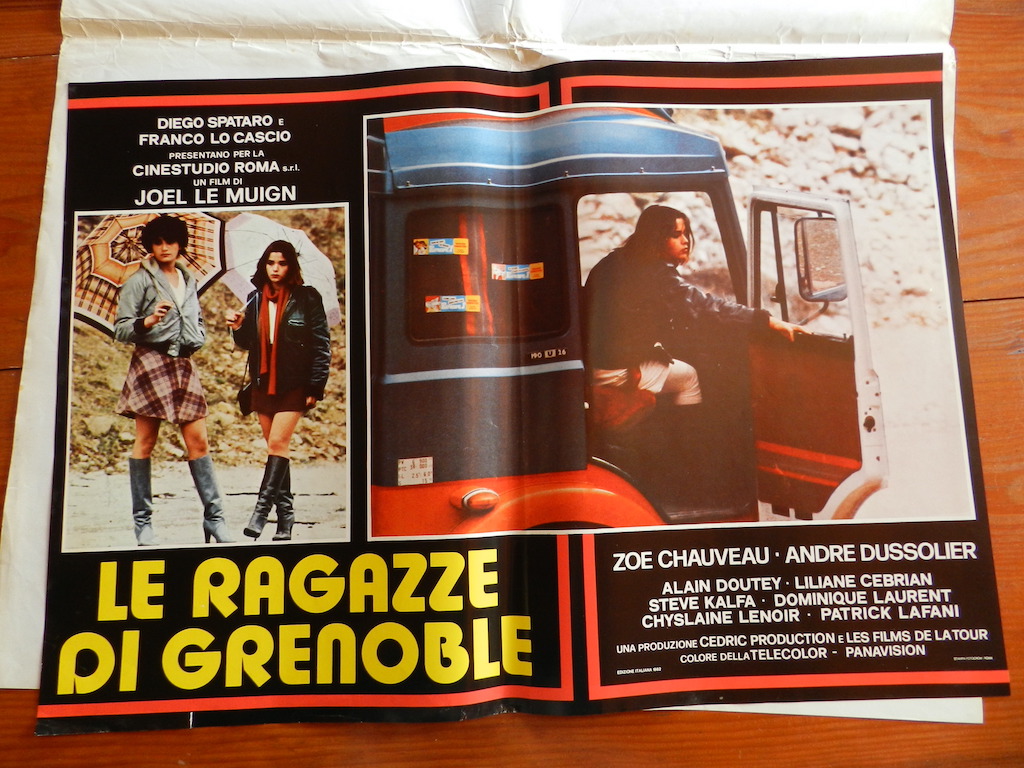 DIEGO SPATARO E
FRANCO LO CASCIO
PRESENTANO PER LA
CINESTUDIO ROMA s.r.l.
UN FILM DI
JOEL LE MUIGN
190 U 16
LE RAGAZZE
DI GRENOBLE
ZOE CHAUVEAU · ANDRE DUSSOLIER
ALAIN DOUTEY · LILIANE CEBRIAN
STEVE KALFA · DOMINIQUE LAURENT
CHYSLAINE LENOIR · PATRICK LAFANI
UNA PRODUZIONE CEDRIC PRODUCTION E LES FILMS DE LA TOUR
COLORE DELLA TELECOLOR - PANAVISION